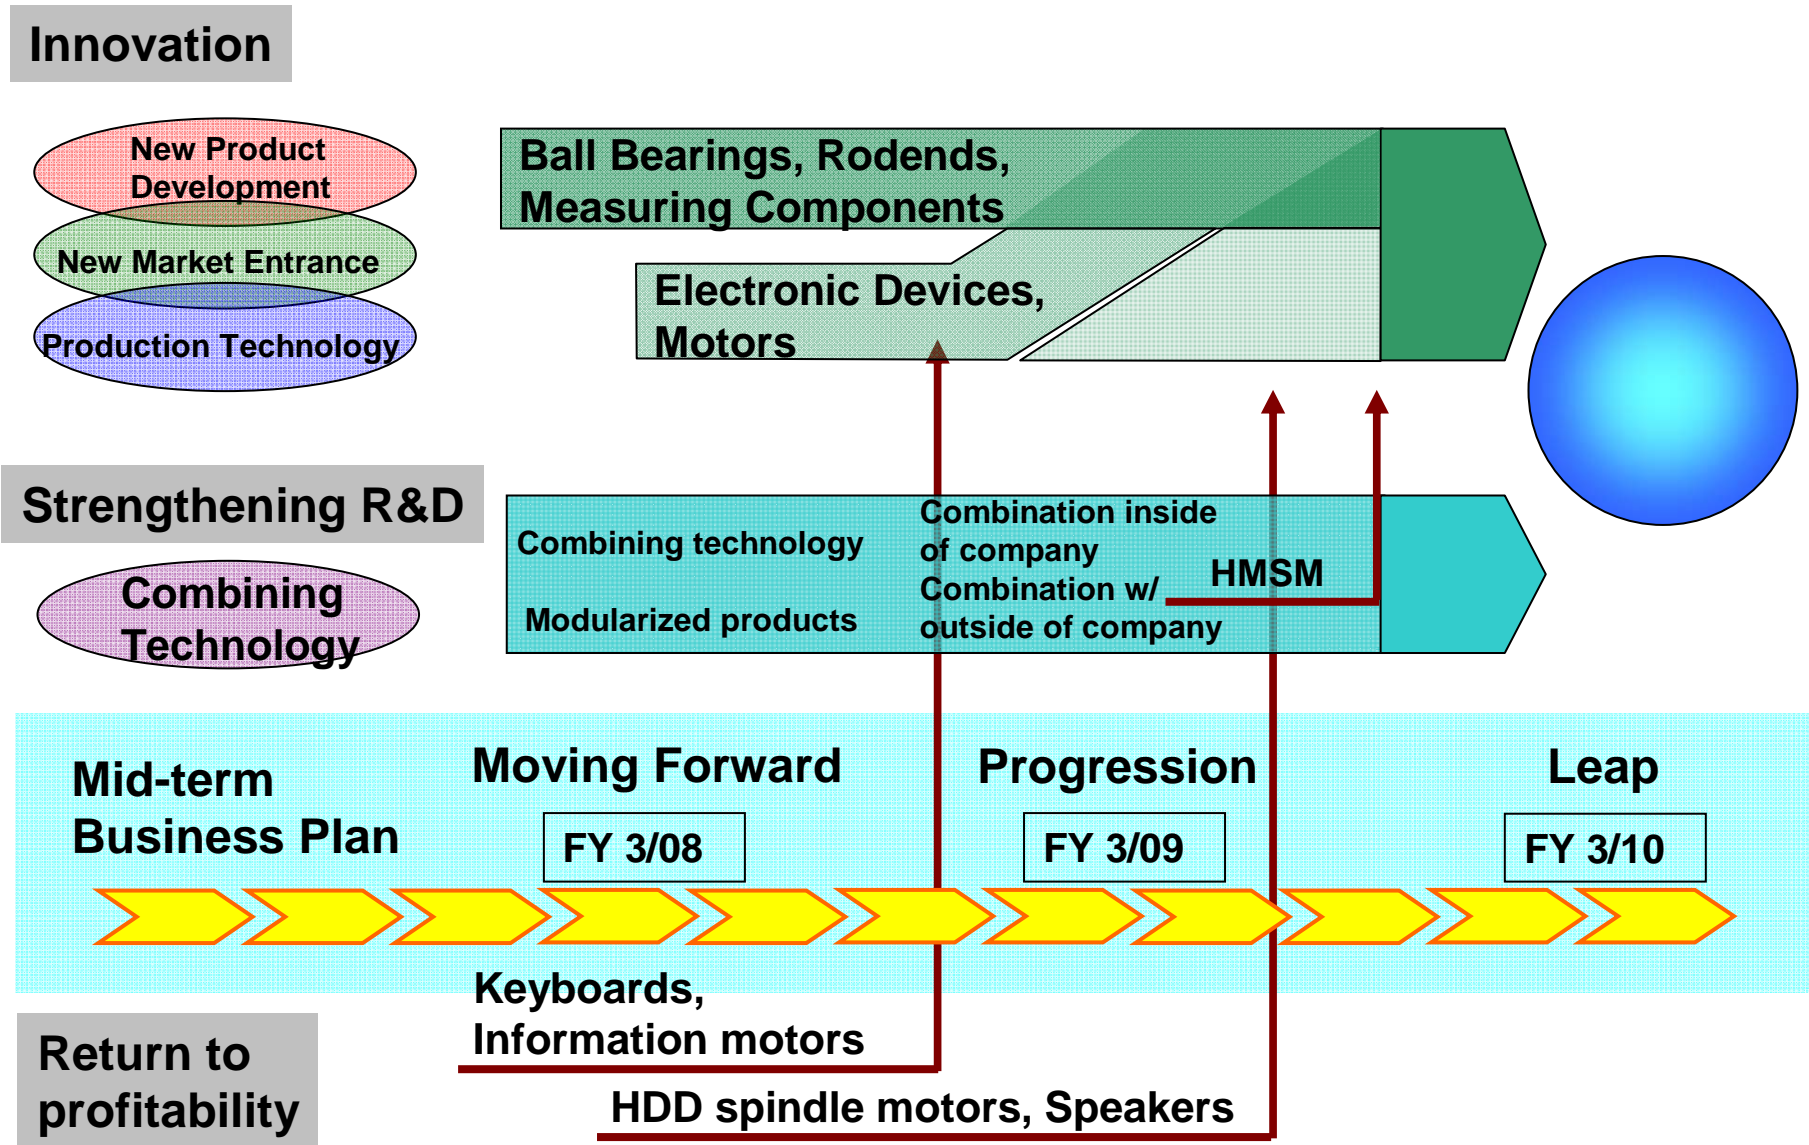 Innovation
New Product
Development
New Market Entrance
Production Technology
Ball Bearings, Rodends,
Measuring Components
Electronic Devices,
Motors
Strengthening R&D
Combining
Technology
Combining technology
Modularized products
Combination inside
of company
Combination w/
outside of company
HMSM
Mid-term
Business Plan
Moving Forward
FY 3/08
Progression
FY 3/09
Leap
FY 3/10
Keyboards,
Information motors
Return to
profitability
HDD spindle motors, Speakers